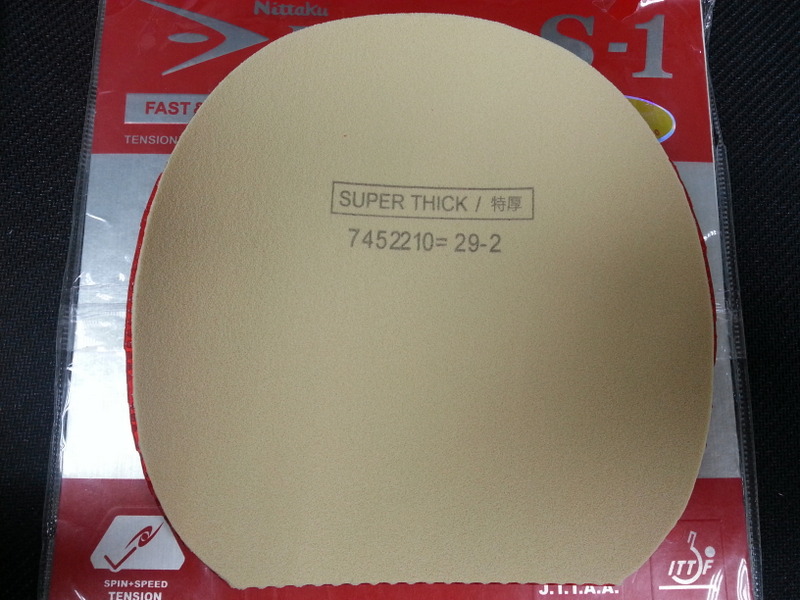 Nittaku
S-1
FAST &
TENSION
SUPER THICK / 特厚
7452210= 29-2
SPIN+SPEED
TENSION
ITTF
J.T.T.A.A.